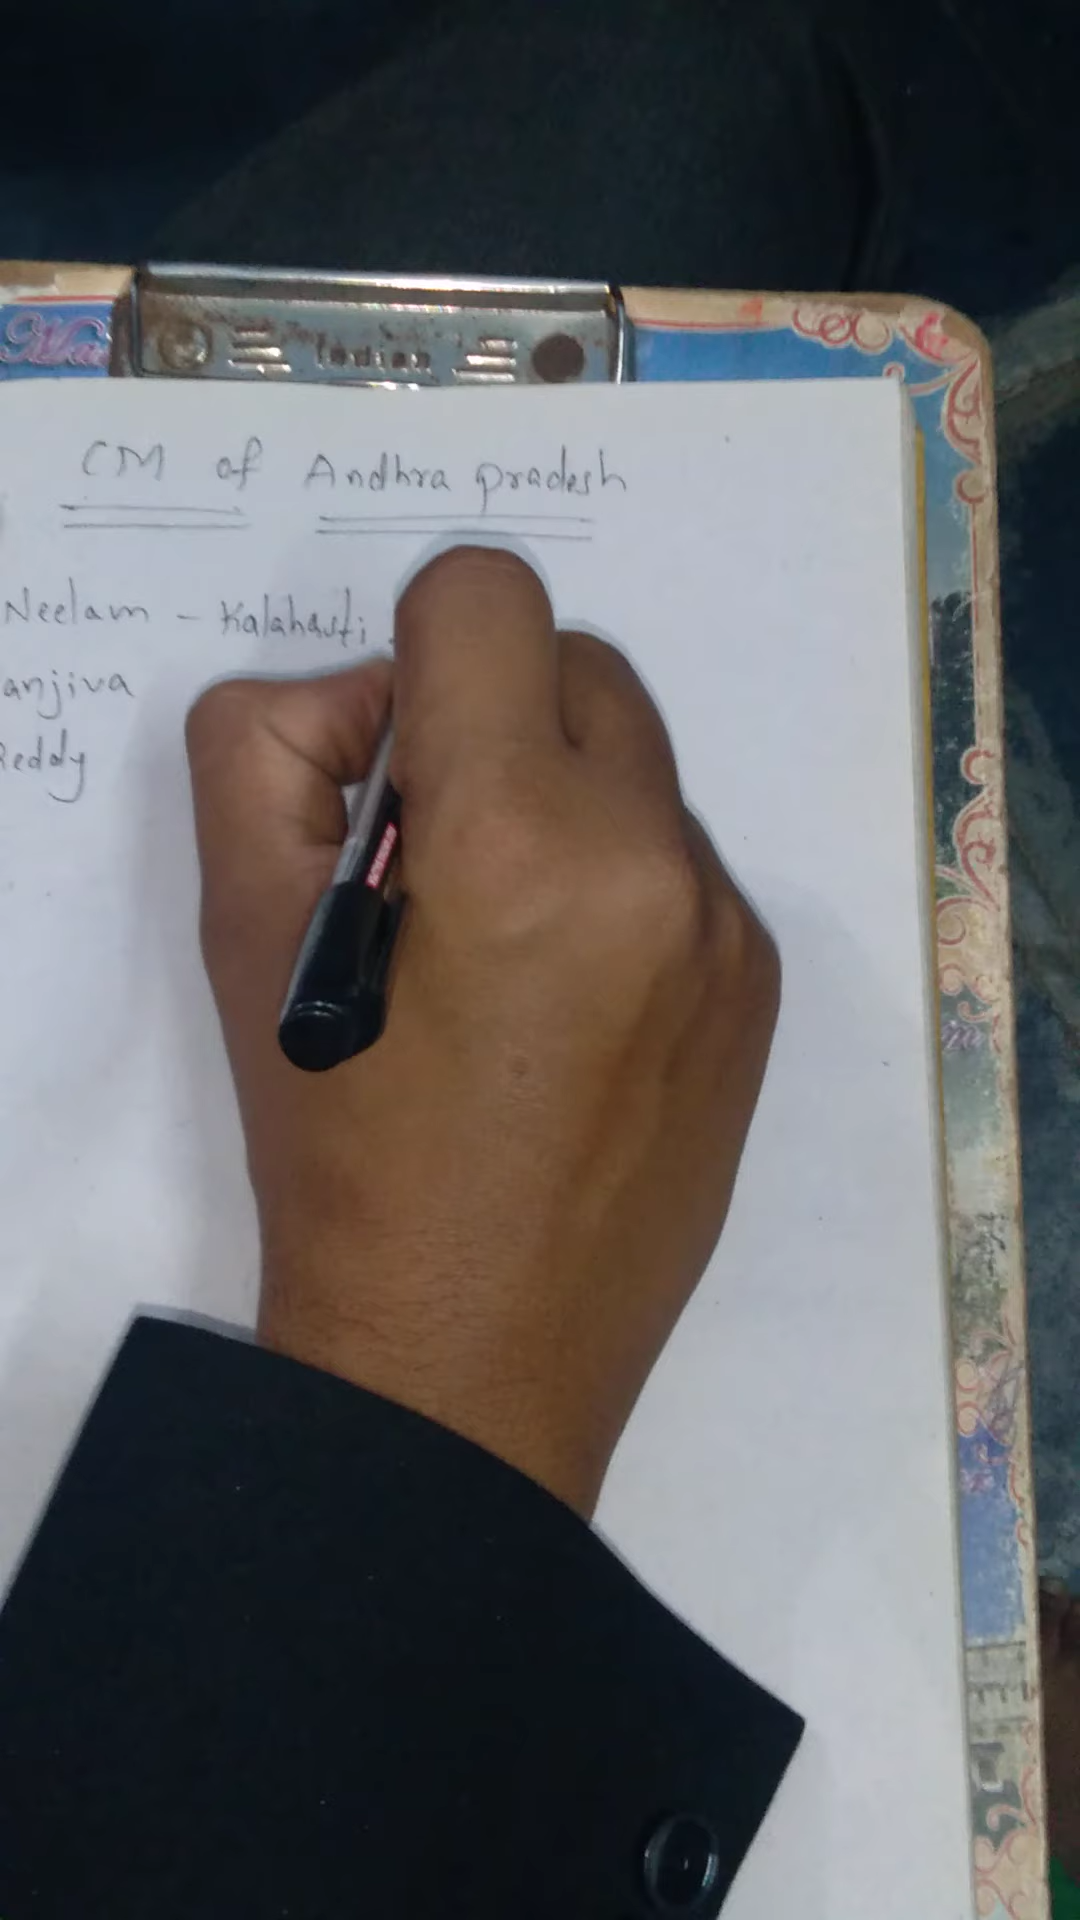 Indian
CM of Andhra pradesh
Neelam - Kalahasti
anjiva
Reddy